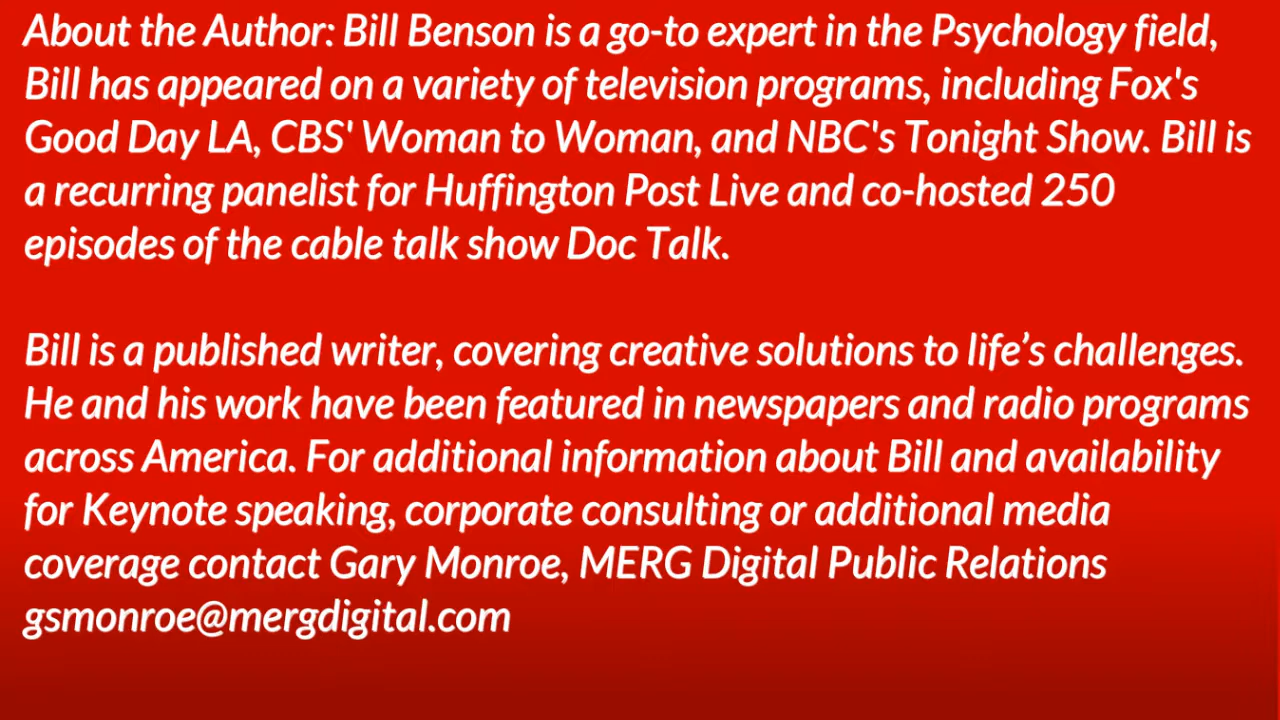 About the Author: Bill Benson is a go-to expert in the Psychology field,
Bill has appeared on a variety of television programs, including Fox's
Good Day LA, CBS' Woman to Woman, and NBC's Tonight Show. Bill is
a recurring panelist for Huffington Post Live and co-hosted 250
episodes of the cable talk show Doc Talk.
Bill is a published writer, covering creative solutions to life’s challenges.
He and his work have been featured in newspapers and radio programs
across America. For additional information about Bill and availability
for Keynote speaking, corporate consulting or additional media
coverage contact Gary Monroe, MERG Digital Public Relations
gsmonroe@mergdigital.com